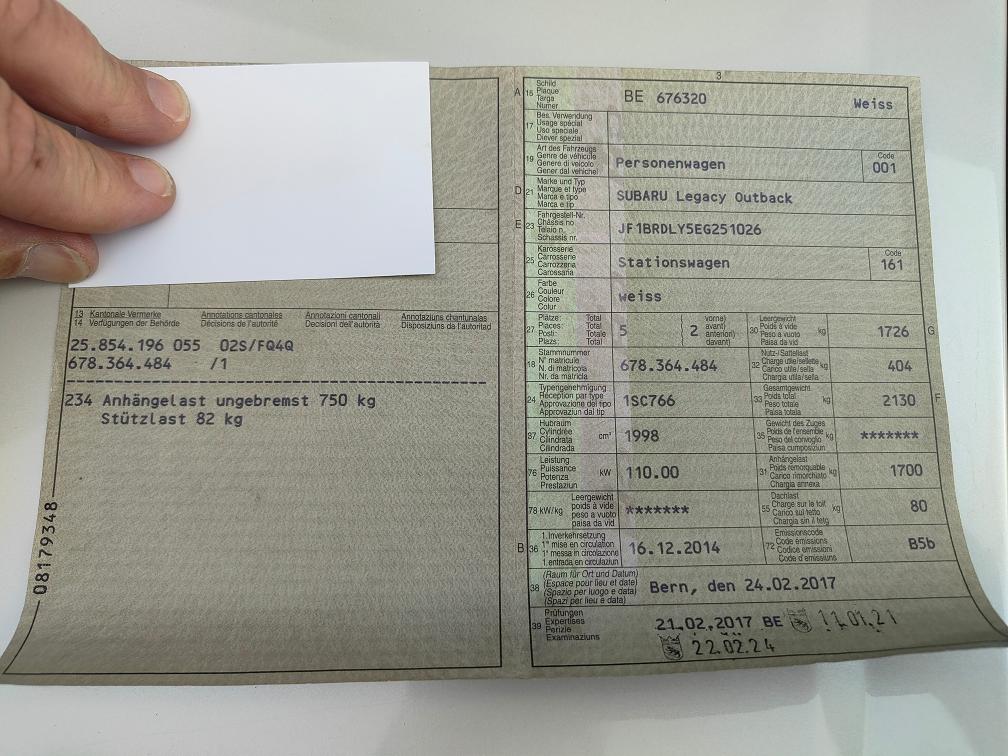 13 Kantonale Vermerke Annotations cantonales Annotazioni cantonali Annotaziuns chantunalas
14 Verfügungen der Behörde Décisions de l'autorité Decisioni dell'autorità Disposiziuns da l'autoritad
25.854.196 055 02S/FQ4Q
678.364.484 /1
234 Anhängelast ungebremst 750 kg
Stützlast 82 kg
08179348
3
A 15 Schild
Plaque
Targa
Numer
BE 676320 Weiss
17 Bes. Verwendung
Usage spécial
Uso speciale
Diever spezial
19 Art des Fahrzeugs
Genre de véhicule
Genere di veicolo
Gener dal vehichel
Personenwagen
Code
001
D 21 Marke und Typ
Marque et type
Marca e tipo
Marca e tip
SUBARU Legacy Outback
E 23 Fahrgestell-Nr.
Châssis no
Telaio n.
Schassis nr.
JF1BRDLY5EG251026
25 Karosserie
Carrosserie
Carrozzeria
Carossaria
Stationswagen
Code
161
26 Farbe
Couleur
Colore
Colur
weiss
27 Plätze: Total
Places: Total
Posti: Totale
Plazs: Total
5 2
vorne)
avant)
anteriori)
davant)
30 Leergewicht
Poids à vide
Peso a vuoto
Paisa da vid
kg
1726 G
18 Stammnummer
N° matricule
N. di matricola
Nr. da matricla
678.364.484
32 Nutz-/Sattellast
Charge utile/sellette
Carico utile/sella
Chargia utila/sella
kg
404
24 Typengenehmigung
Réception par type
Approvazione del tipo
Approvaziun dal tip
1SC766
33 Gesamtgewicht
Poids total
Peso totale
Paisa totala
kg
2130 F
37 Hubraum
Cylindrée
Cilindrata
Cilindrada
cm³
1998
35 Gewicht des Zuges
Poids de l'ensemble
Peso del convoglio
Paisa cumposiziun
kg
*******
76 Leistung
Puissance
Potenza
Prestaziun
kW
110.00
31 Anhängelast
Poids remorquable
Carico rimorchiato
Chargia annexa
kg
1700
78 kW/kg
Leergewicht
poids à vide
peso a vuoto
paisa da vid
*******
55 Dachlast
Charge sur le toit
Carico sul tetto
Chargia sin il tetg
kg
80
B 36 1.Inverkehrsetzung
1re mise en circulation
1a messa in circolazione
1.entrada en circulaziun
16.12.2014
72 Emissionscode
Code émissions
Codice emissioni
Code d'emissiuns
B5b
38 (Raum für Ort und Datum)
(Espace pour lieu et date)
(Spazio per luogo e data)
(Spazi per lieu e data)
Bern, den 24.02.2017
39 Prüfungen
Expertises
Perizie
Examinaziuns
21.02.2017 BE 11.01.21
22.02.24